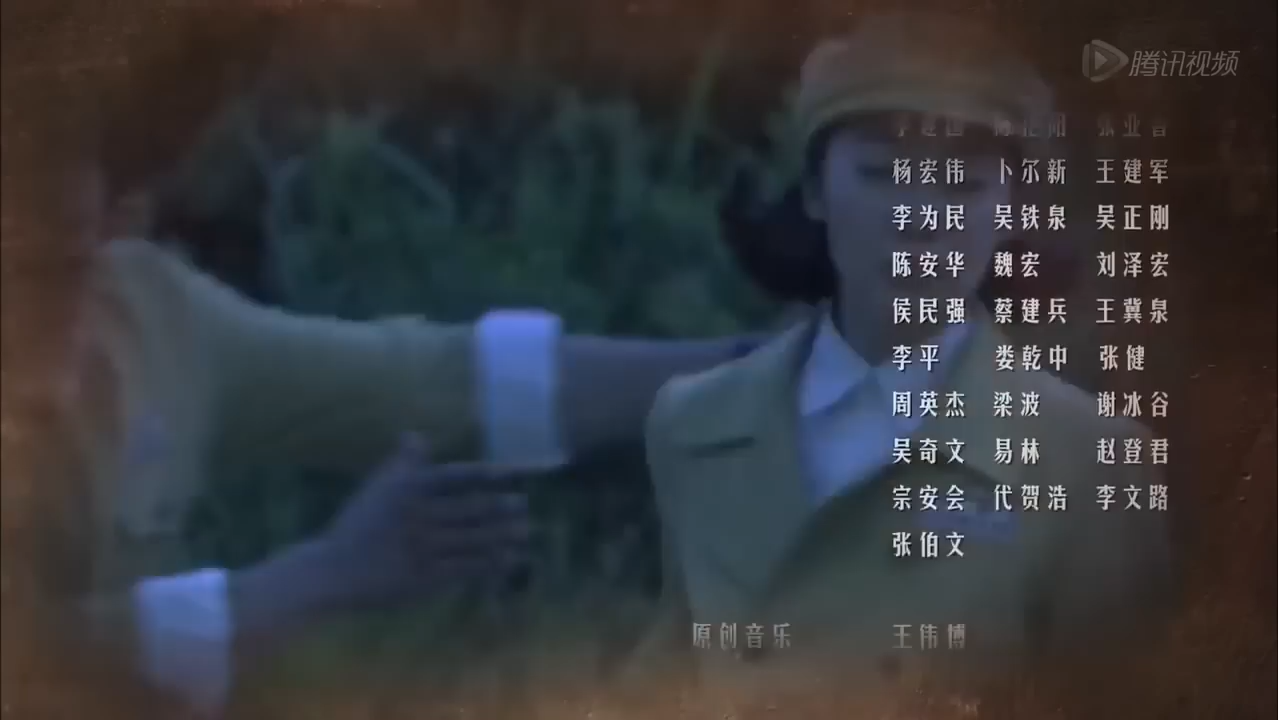 腾讯视频
杨宏伟 卜尔新 王建军
李为民 吴铁泉 吴正刚
陈安华 魏宏 刘泽宏
侯民强 蔡建兵 王冀泉
李平 娄乾中 张健
周英杰 梁波 谢冰谷
吴奇文 易林 赵登君
宗安会 代贺浩 李文路
张伯文
原创音乐 王伟博